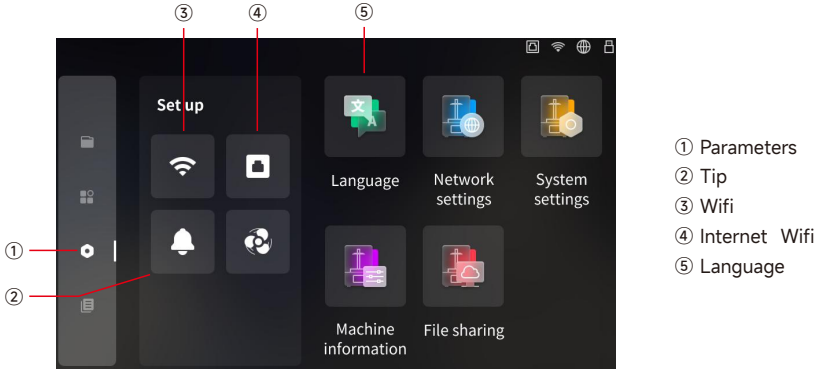 ③ ④ ⑤
Set up
文 A
Language
Network
settings
System
settings
①
②
Machine
information
File sharing
① Parameters
② Tip
③ Wifi
④ Internet Wifi
⑤ Language